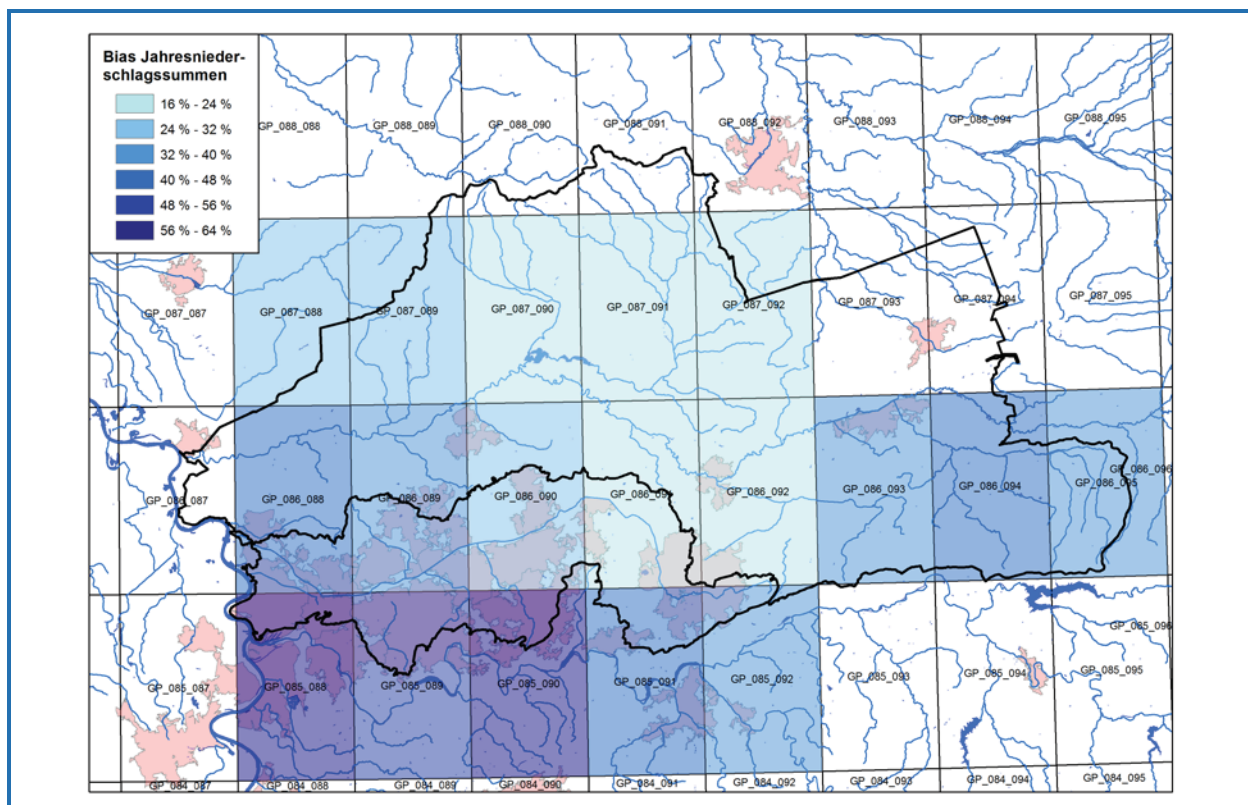 Bias Jahresnieder-
schlagssummen
16 % - 24 %
24 % - 32 %
32 % - 40 %
40 % - 48 %
48 % - 56 %
56 % - 64 %
GP_088_088
GP_088_089
GP_088_090
GP_088_091
GP_088_092
GP_088_093
GP_088_094
GP_088_095
GP_087_087
GP_087_088
GP_087_089
GP_087_090
GP_087_091
GP_087_092
GP_087_093
GP_087_094
GP_087_095
GP_086_087
GP_086_088
GP_086_089
GP_086_090
GP_086_091
GP_086_092
GP_086_093
GP_086_094
GP_086_095
GP_086_096
GP_085_087
GP_085_088
GP_085_089
GP_085_090
GP_085_091
GP_085_092
GP_085_093
GP_085_094
GP_085_095
GP_085_096
GP_084_087
GP_084_088
GP_084_089
GP_084_090
GP_084_091
GP_084_092
GP_084_093
GP_084_094
GP_084_095